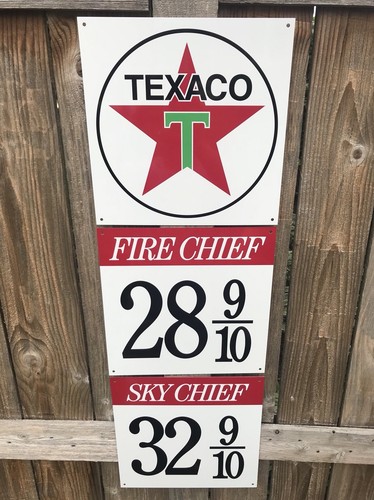 TEXACO
T
FIRE CHIEF
28 9/10
SKY CHIEF
32 9/10